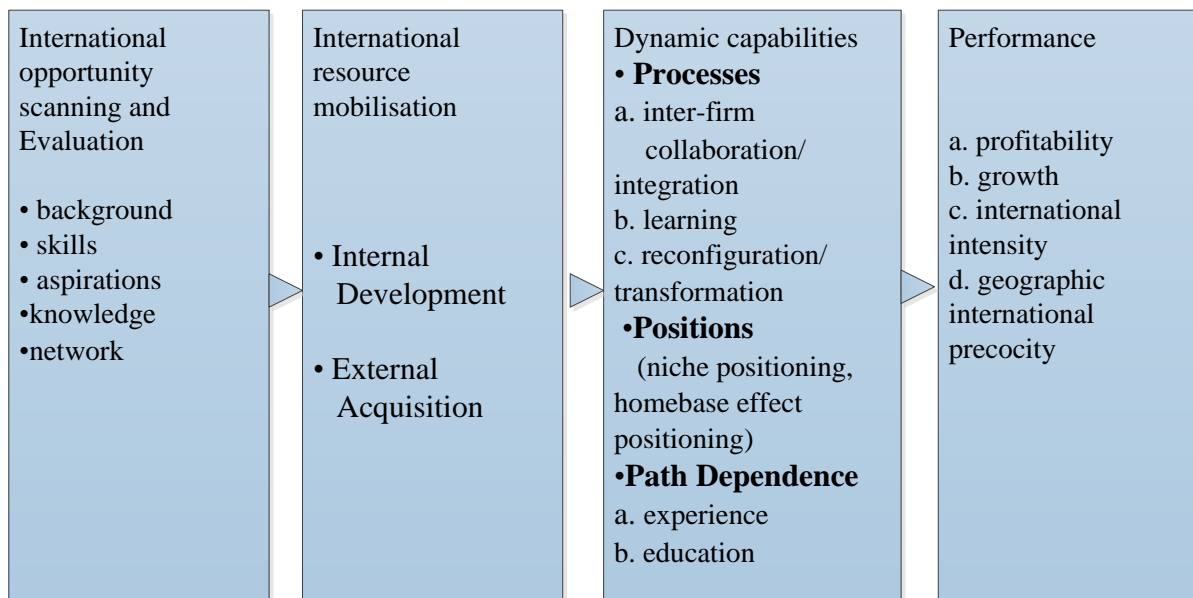 International
opportunity
scanning and
Evaluation
• background
• skills
• aspirations
•knowledge
•network
International
resource
mobilisation
• Internal
Development
• External
Acquisition
Dynamic capabilities
• Processes
a. inter-firm
collaboration/
integration
b. learning
c. reconfiguration/
transformation
•Positions
(niche positioning,
homebase effect
positioning)
•Path Dependence
a. experience
b. education
Performance
a. profitability
b. growth
c. international
intensity
d. geographic
international
precocity